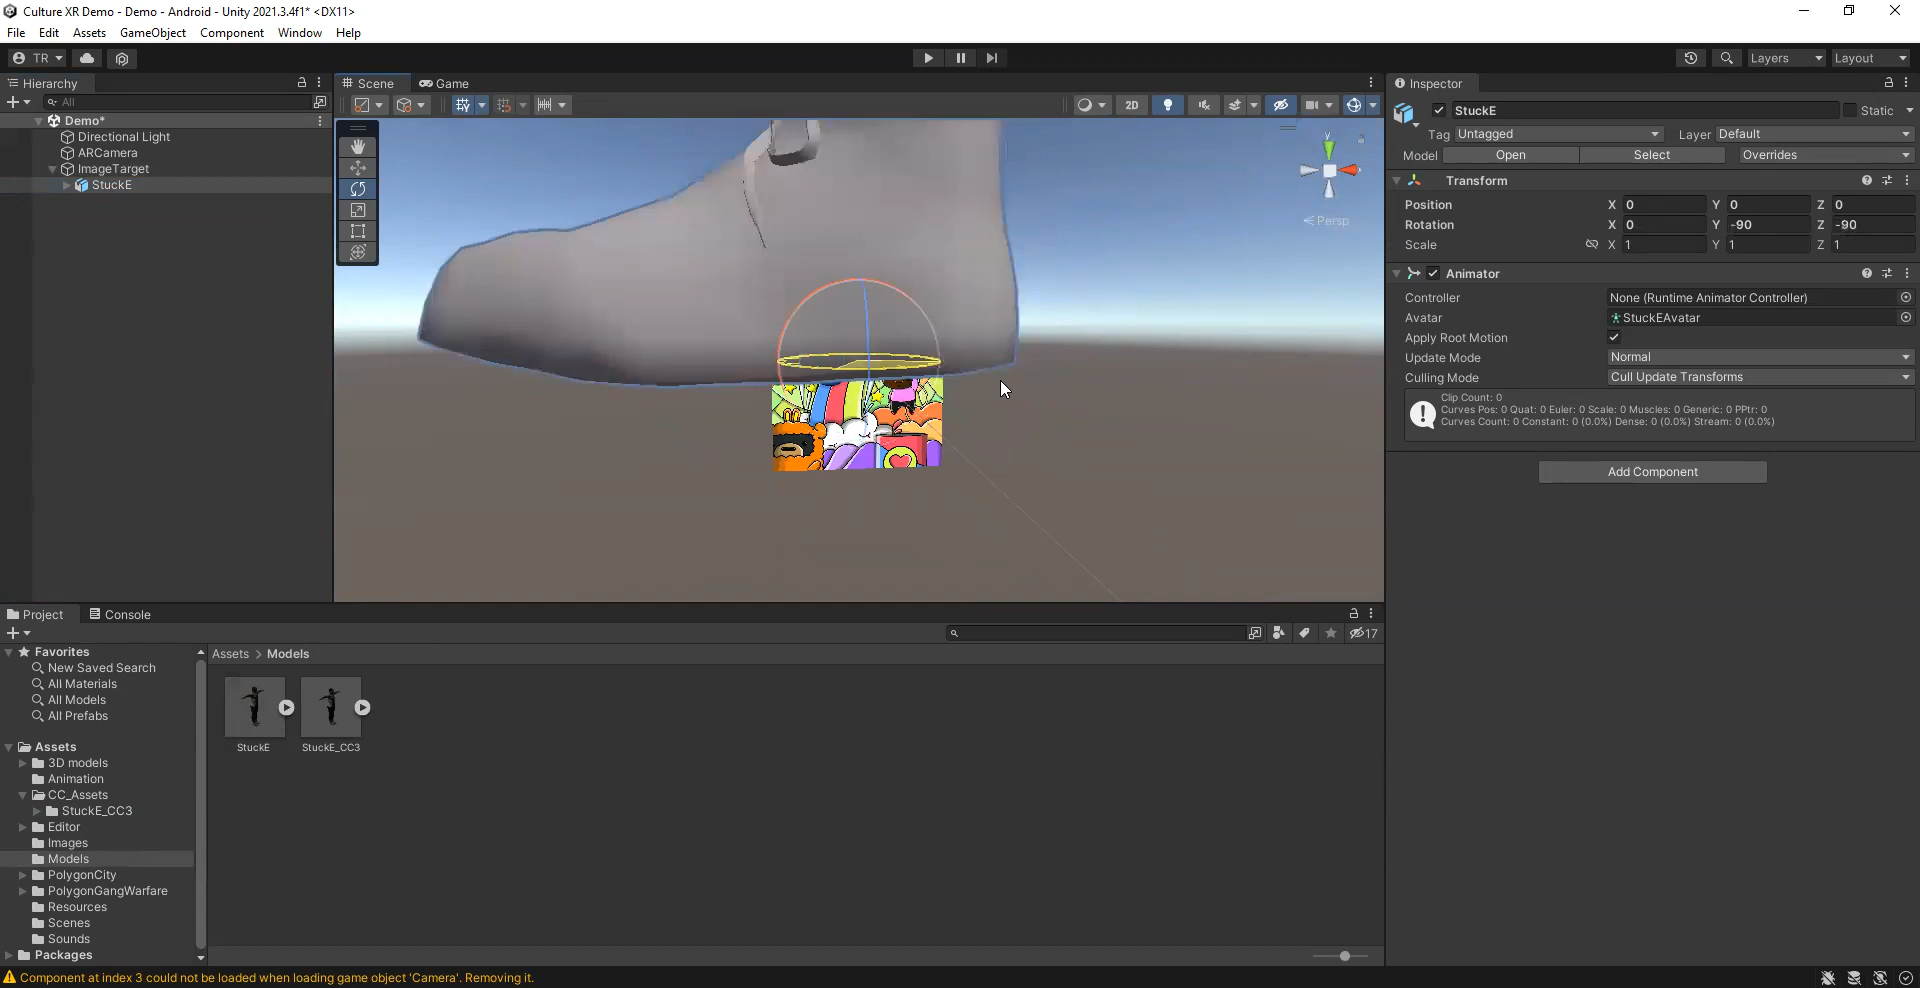 Culture XR Demo - Demo - Android - Unity 2021.3.4f1* <DX11>
File Edit Assets GameObject Component Window Help
TR Layers Layout
Hierarchy
All
Demo*
Directional Light
ARCamera
ImageTarget
StuckE
Scene Game
2D
y
Persp
Inspector
StuckE Static
Tag Untagged Layer Default
Model Open Select Overrides
Transform
Position X 0 Y 0 Z 0
Rotation X 0 Y -90 Z -90
Scale X 1 Y 1 Z 1
Animator
Controller None (Runtime Animator Controller)
Avatar StuckEAvatar
Apply Root Motion
Update Mode Normal
Culling Mode Cull Update Transforms
Clip Count: 0
Curves Pos: 0 Quat: 0 Euler: 0 Scale: 0 Muscles: 0 Generic: 0 PPtr: 0
Curves Count: 0 Constant: 0 (0.0%) Dense: 0 (0.0%) Stream: 0 (0.0%)
Add Component
Project Console
17
Favorites
New Saved Search
All Materials
All Models
All Prefabs
Assets
3D models
Animation
CC_Assets
StuckE_CC3
Editor
Images
Models
PolygonCity
PolygonGangWarfare
Resources
Scenes
Sounds
Packages
Assets > Models
StuckE StuckE_CC3
Component at index 3 could not be loaded when loading game object 'Camera'. Removing it.